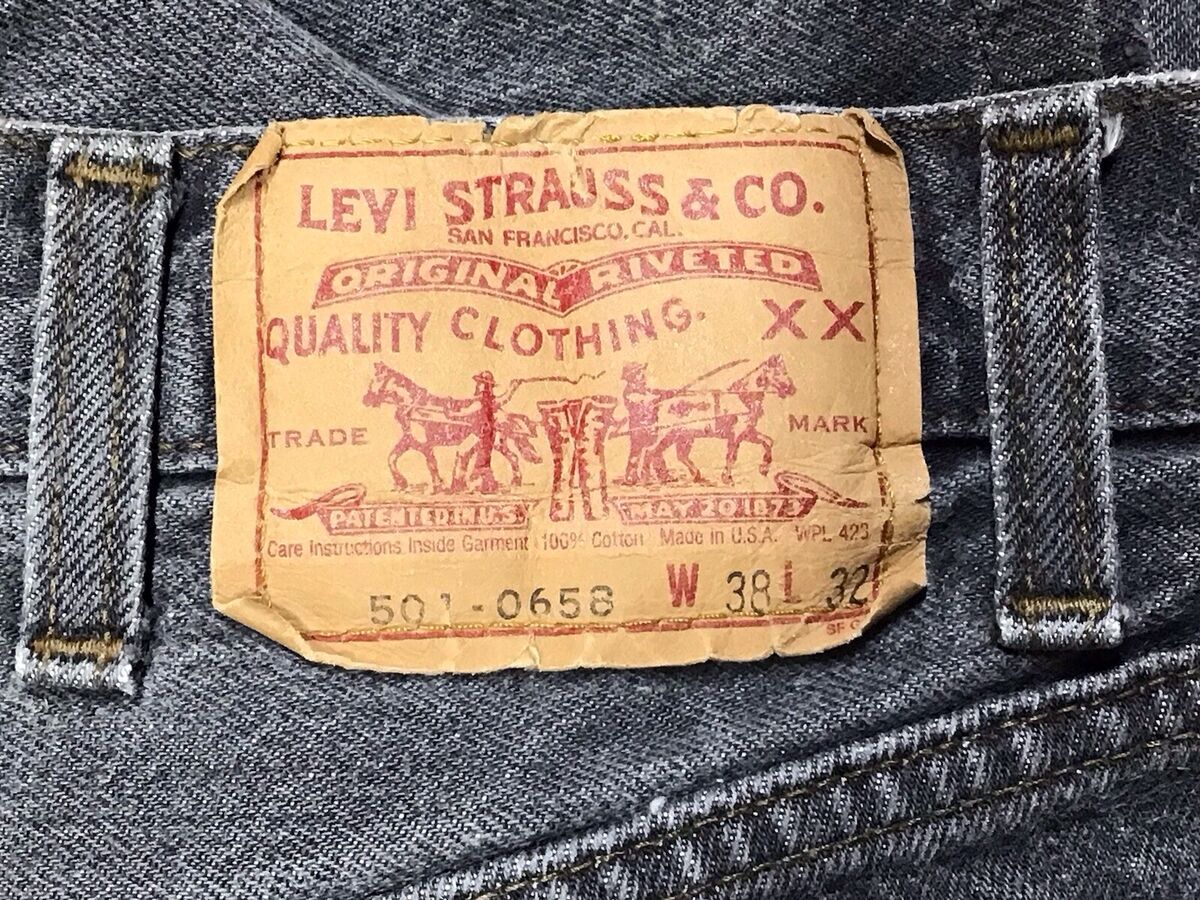 LEVI STRAUSS & CO.
SAN FRANCISCO, CAL.
ORIGINAL RIVETED
QUALITY CLOTHING. XX
TRADE MARK
PATENTED IN U.S. MAY 20 1873
Care Instructions Inside Garment 100% Cotton Made in U.S.A. WPL 423
501-0658 W 38 L 32
SF